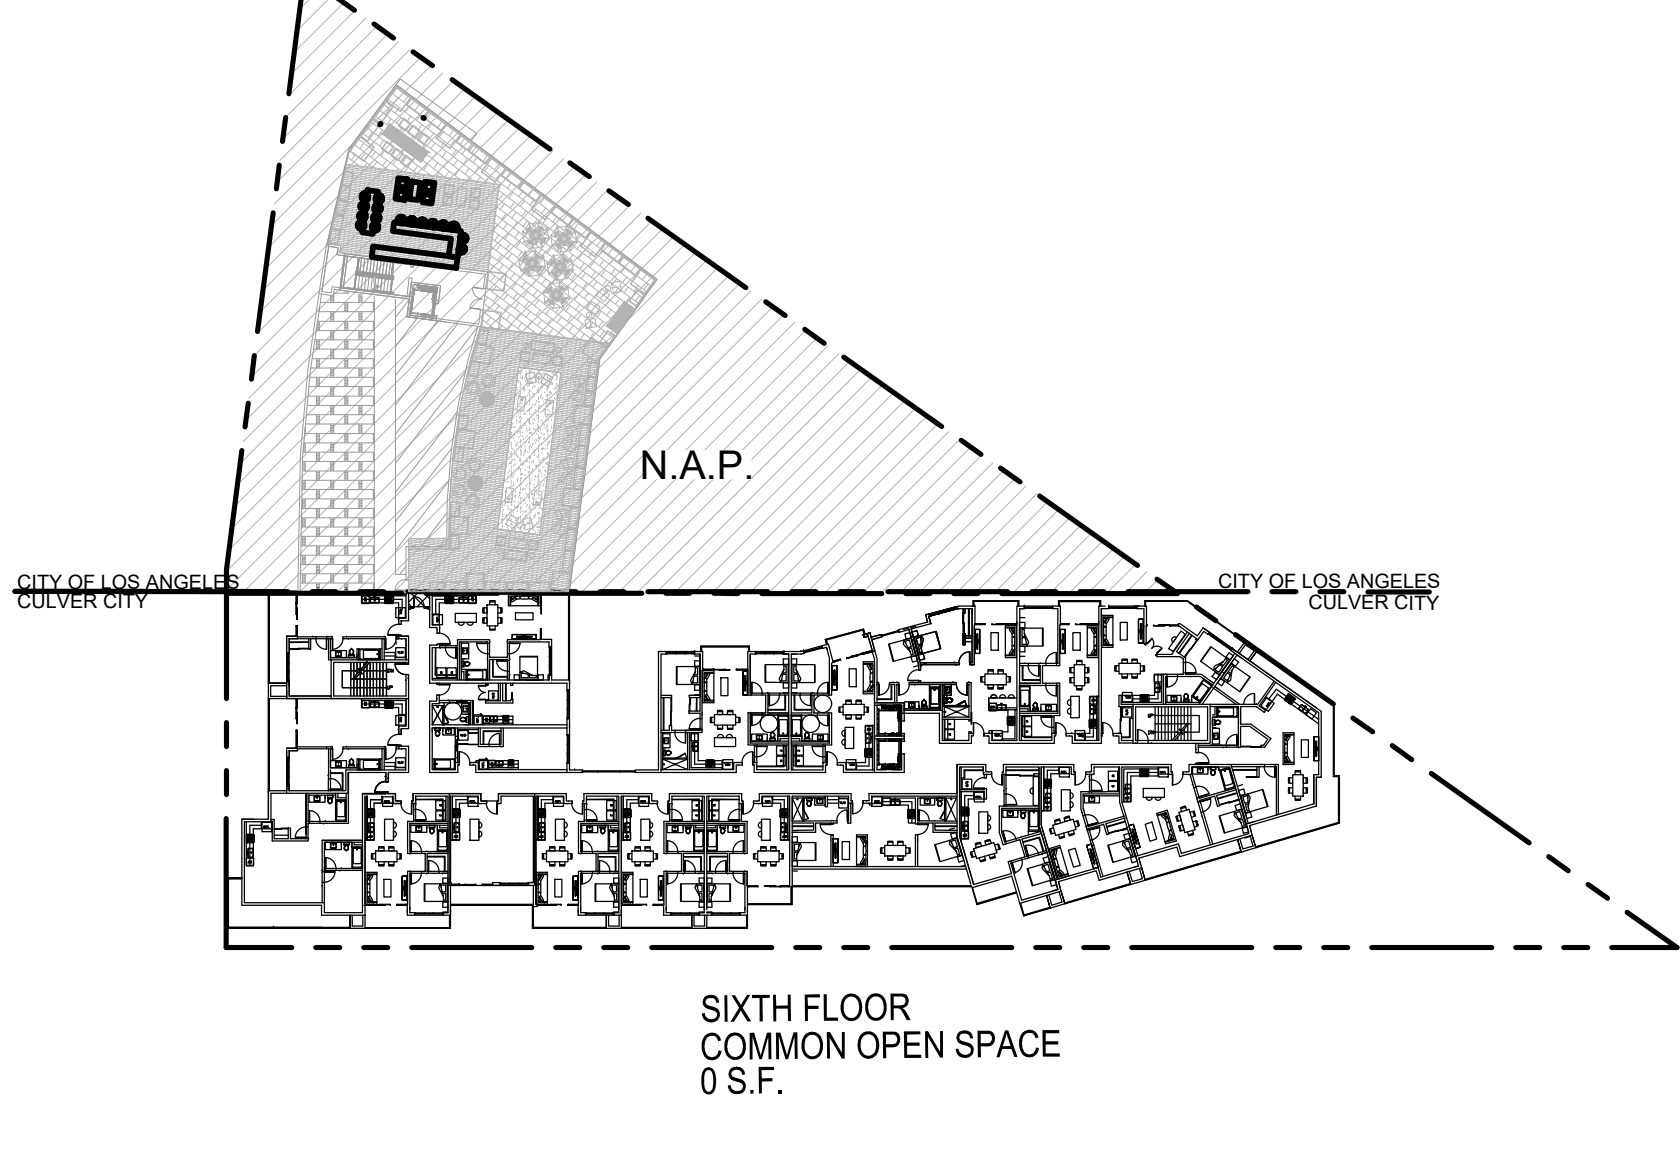 N.A.P.
CITY OF LOS ANGELES
CULVER CITY
CITY OF LOS ANGELES
CULVER CITY
SIXTH FLOOR
COMMON OPEN SPACE
0 S.F.